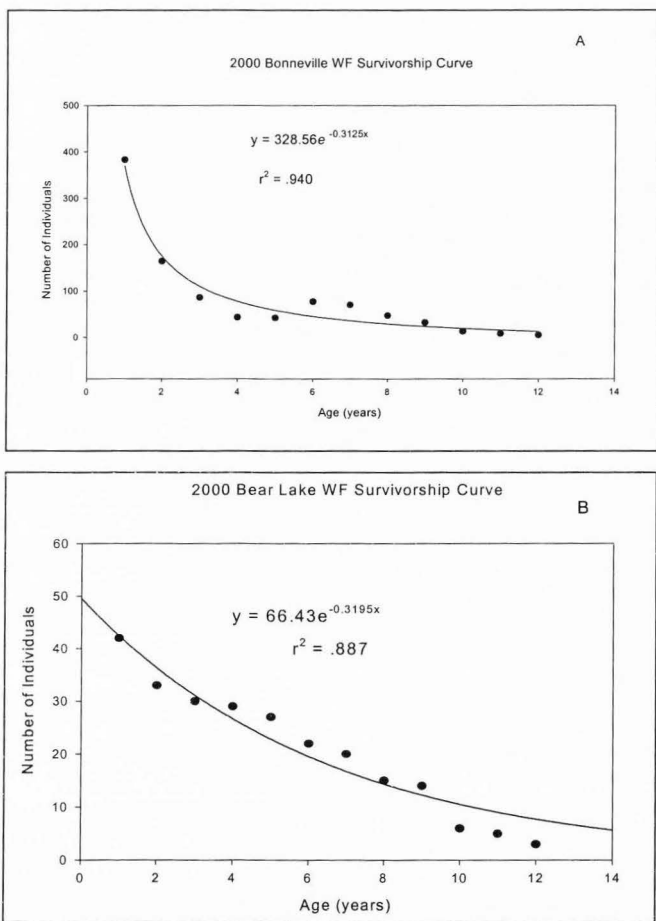 A
2000 Bonneville WF Survivorship Curve
500
400
300
200
100
0
y = 328.56e^-0.3125x
r² = .940
Number of Individuals
0 2 4 6 8 10 12 14
Age (years)
2000 Bear Lake WF Survivorship Curve
B
60
50
40
30
20
10
0
y = 66.43e^-0.3195x
r² = .887
Number of Individuals
0 2 4 6 8 10 12 14
Age (years)